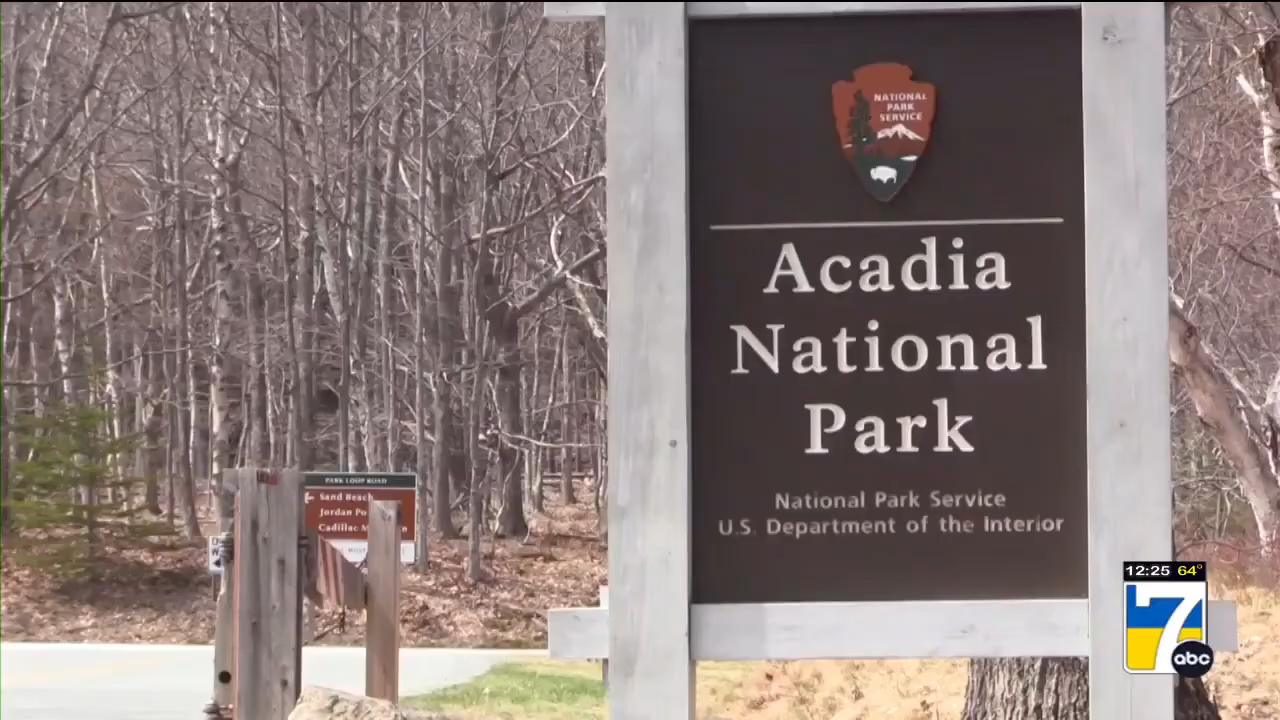 NATIONAL
PARK
SERVICE
Acadia
National
Park
National Park Service
U.S. Department of the Interior
PARK LOOP ROAD
Sand Beach
Cadillac
12:25 64°
7
abc